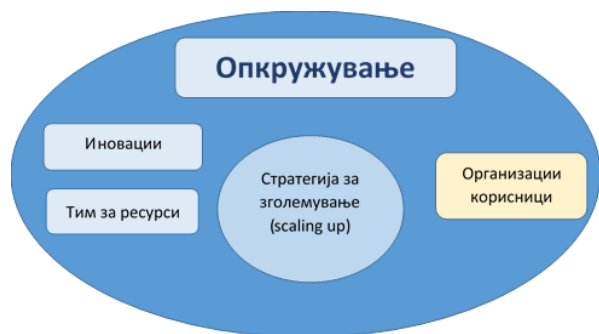 Опкружување
Иновации
Тим за ресурси
Стратегија за
зголемување
(scaling up)
Организации
корисници